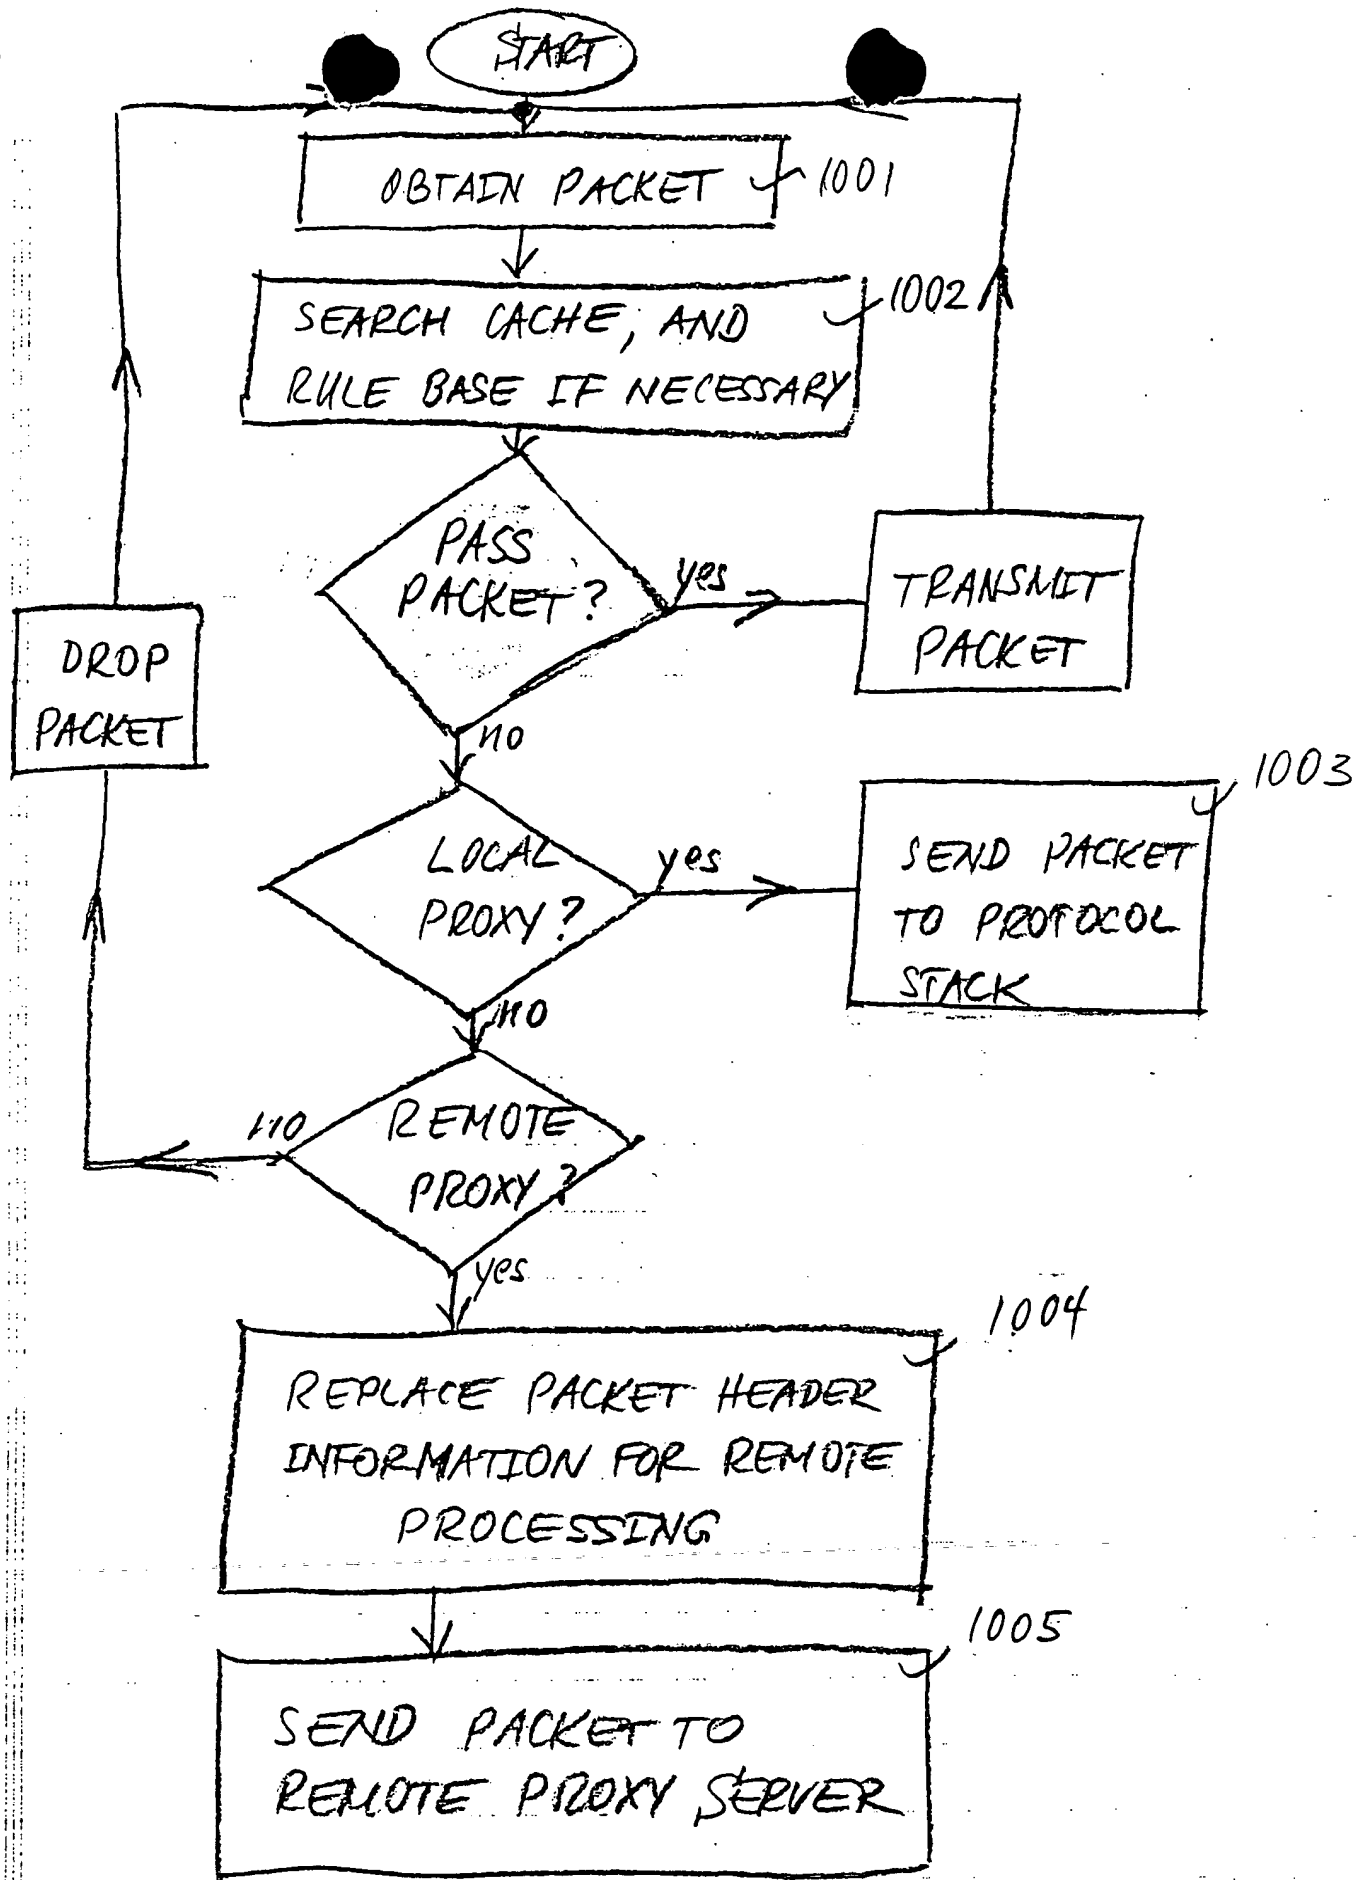 START
OBTAIN PACKET
1001
SEARCH CACHE, AND
RULE BASE IF NECESSARY
1002
PASS
PACKET?
yes
TRANSMIT
PACKET
DROP
PACKET
no
LOCAL
PROXY?
yes
1003
SEND PACKET
TO PROTOCOL
STACK
no
REMOTE
PROXY?
no
yes
1004
REPLACE PACKET HEADER
INFORMATION FOR REMOTE
PROCESSING
1005
SEND PACKET TO
REMOTE PROXY SERVER